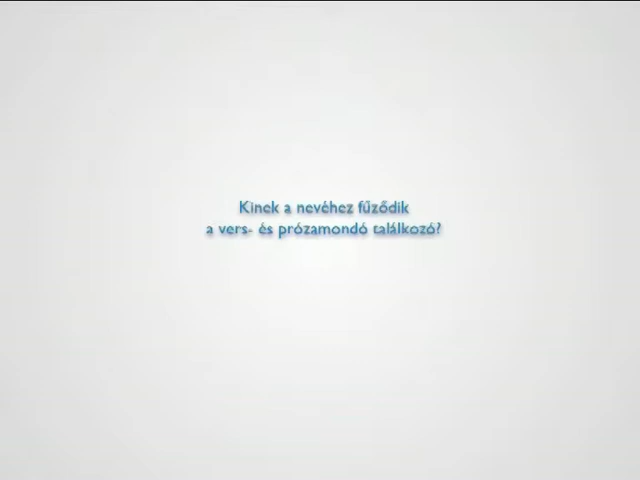 Kinek a nevéhez fűződik
a vers- és prózamondó találkozó?